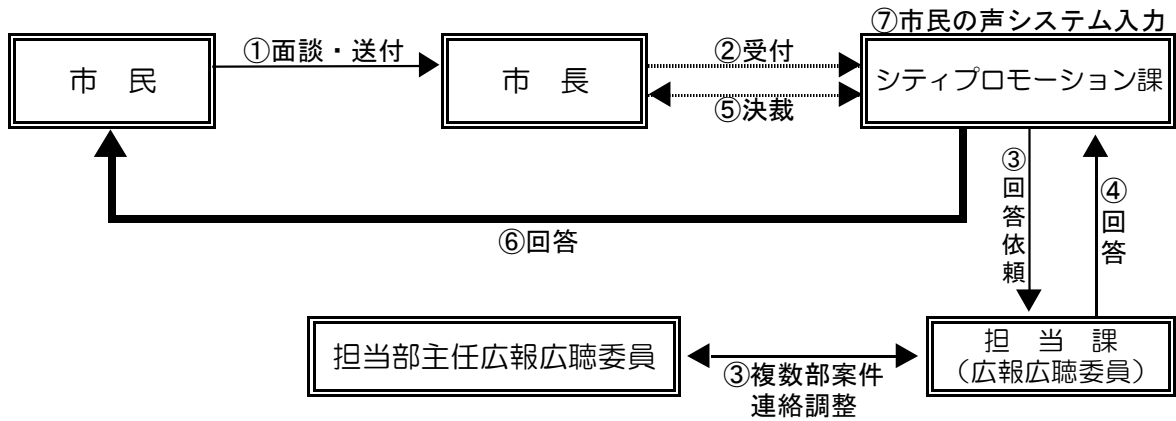 ⑦市民の声システム入力
市　民
①面談・送付
市　長
②受付
⑤決裁
シティプロモーション課
③回答依頼
④回答
⑥回答
担当部主任広報広聴委員
③複数部案件
連絡調整
担　当　課
（広報広聴委員）